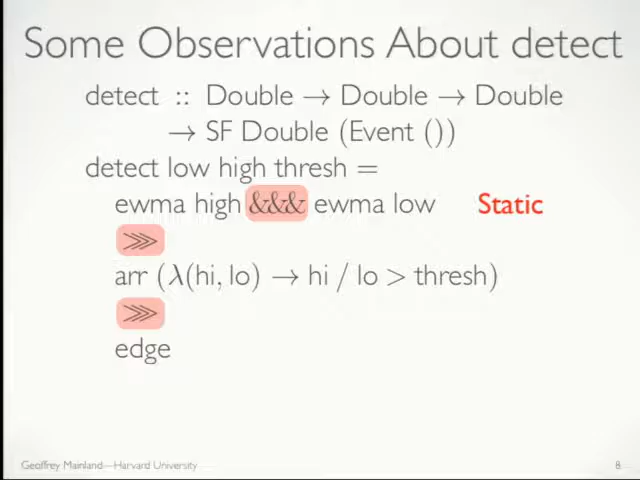 Some Observations About detect
detect :: Double → Double → Double
→ SF Double (Event ())
detect low high thresh =
ewma high &&& ewma low Static
⋙
arr (λ(hi, lo) → hi / lo > thresh)
⋙
edge
Geoffrey Mainland—Harvard University 8